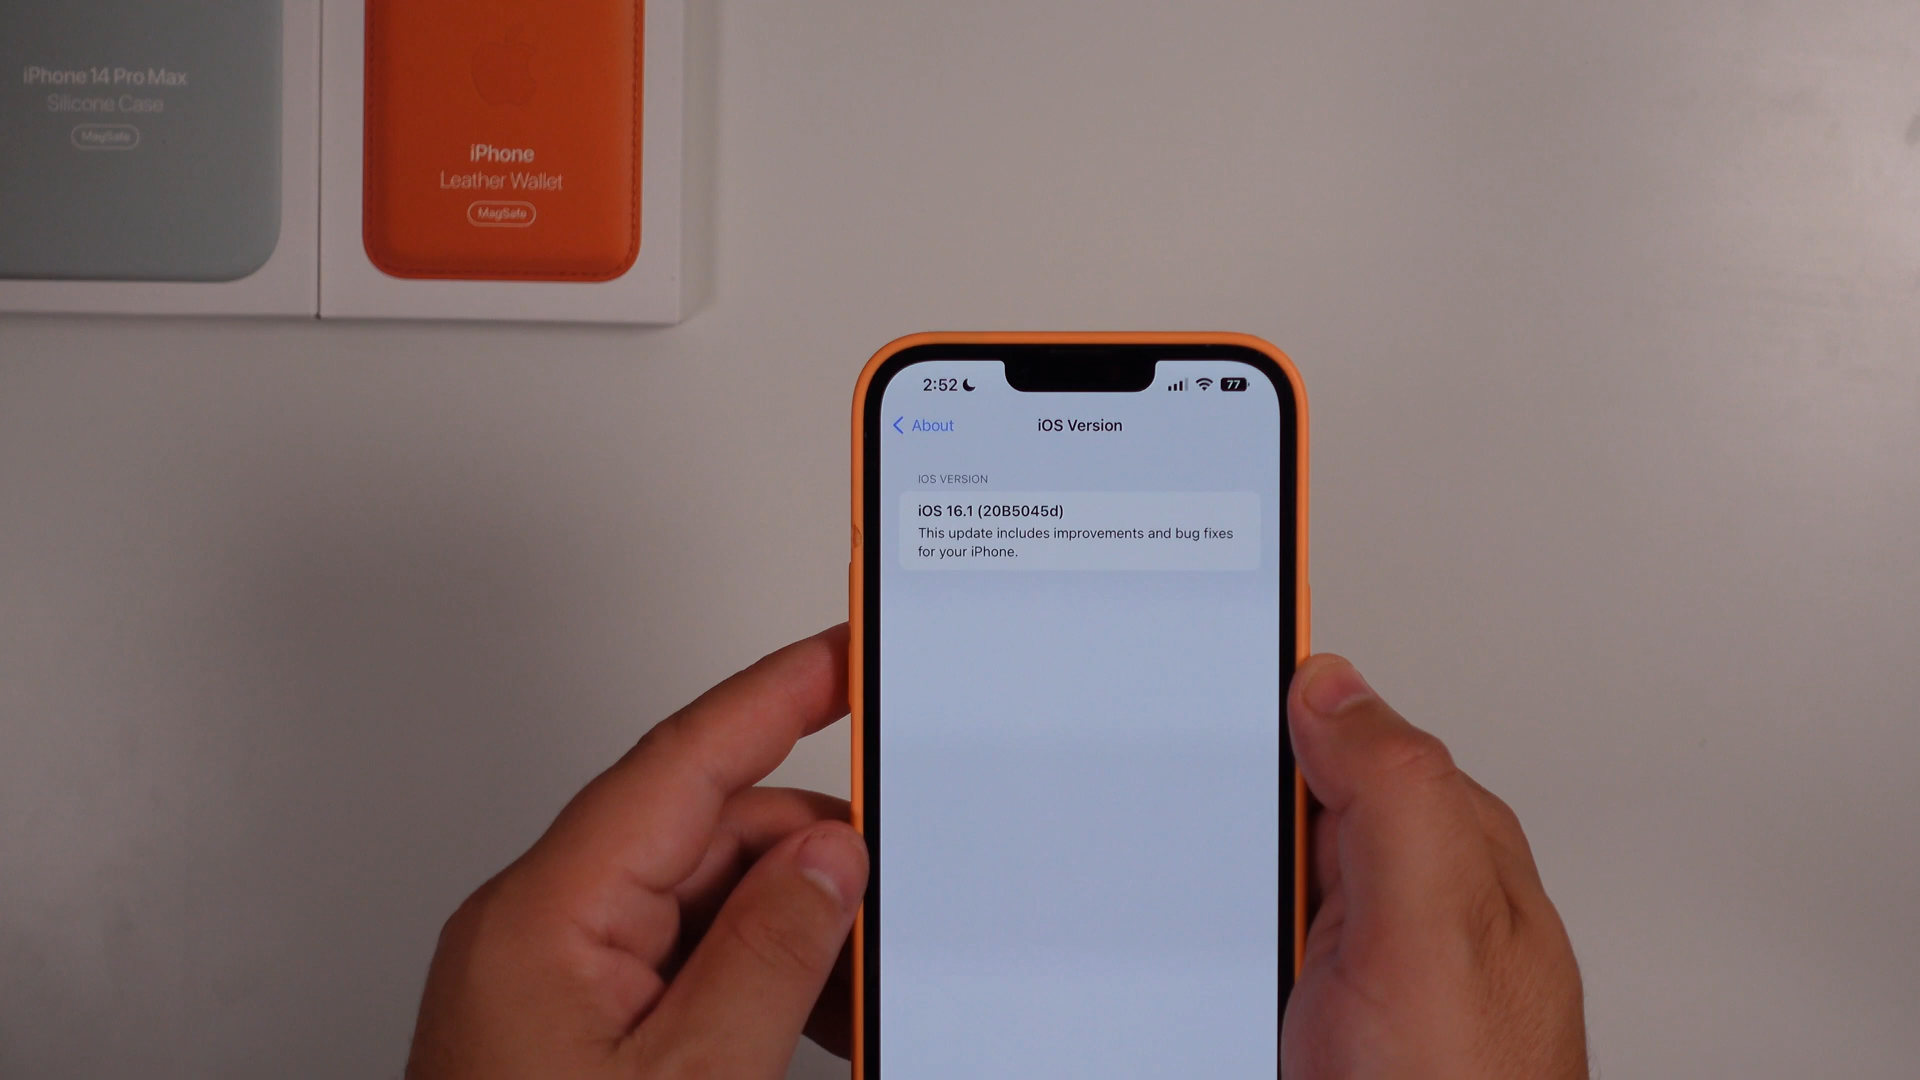 iPhone 14 Pro Max
Silicone Case
MagSafe
iPhone
Leather Wallet
MagSafe
2:52
77
About
iOS Version
IOS VERSION
iOS 16.1 (20B5045d)
This update includes improvements and bug fixes
for your iPhone.